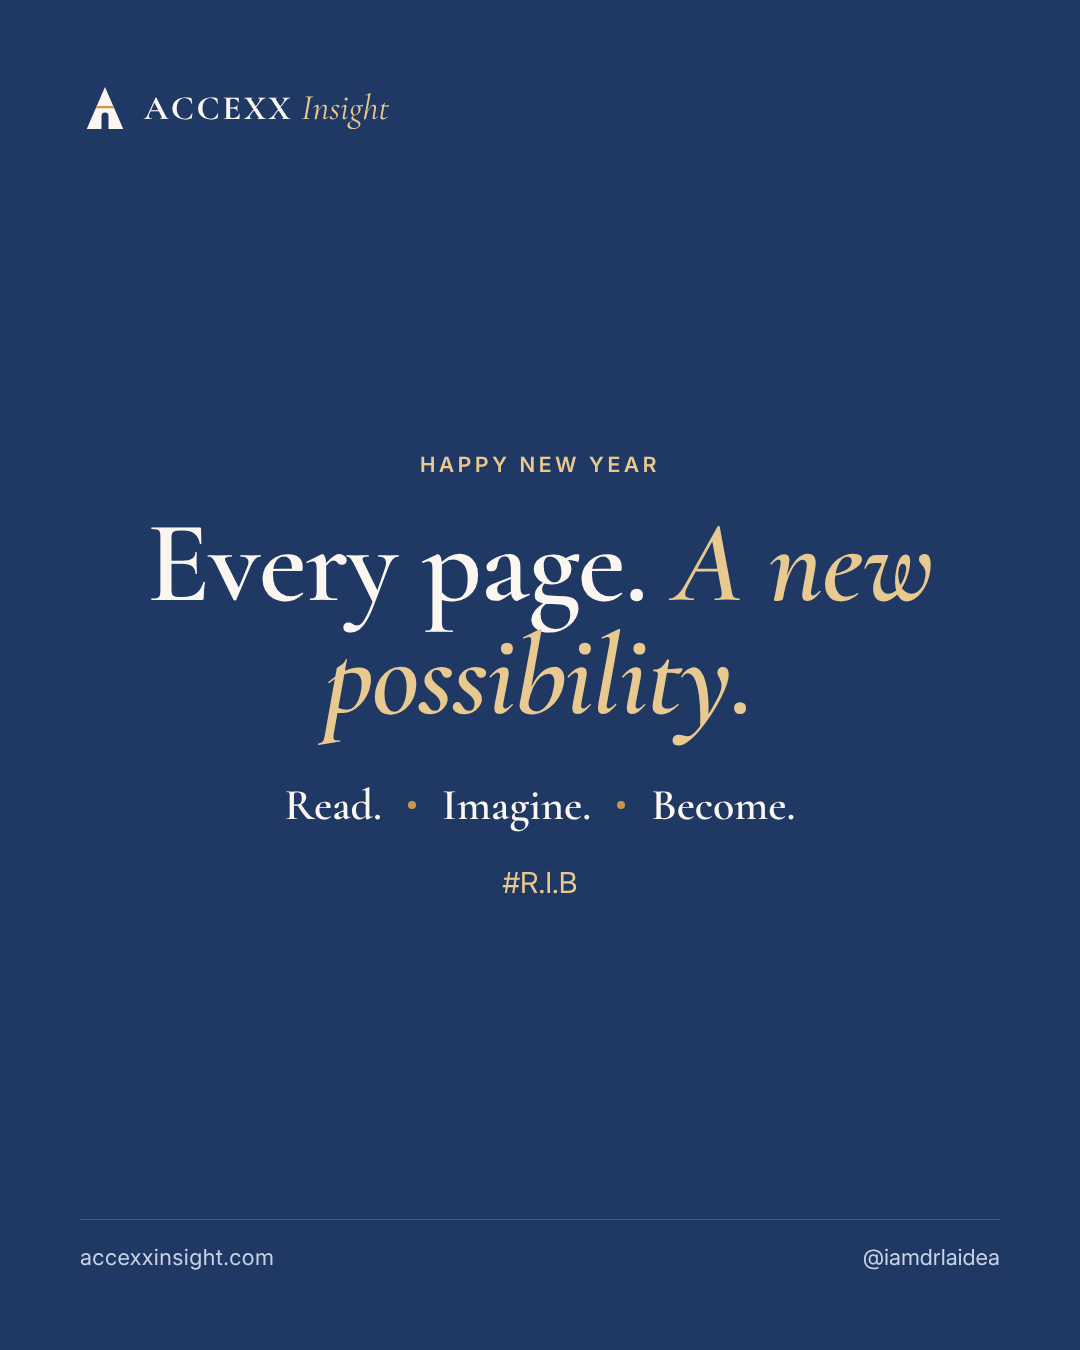 ACCEXX Insight
HAPPY NEW YEAR
Every page. A new
possibility.
Read. • Imagine. • Become.
#R.I.B
accexxinsight.com
@iamdrlaidea